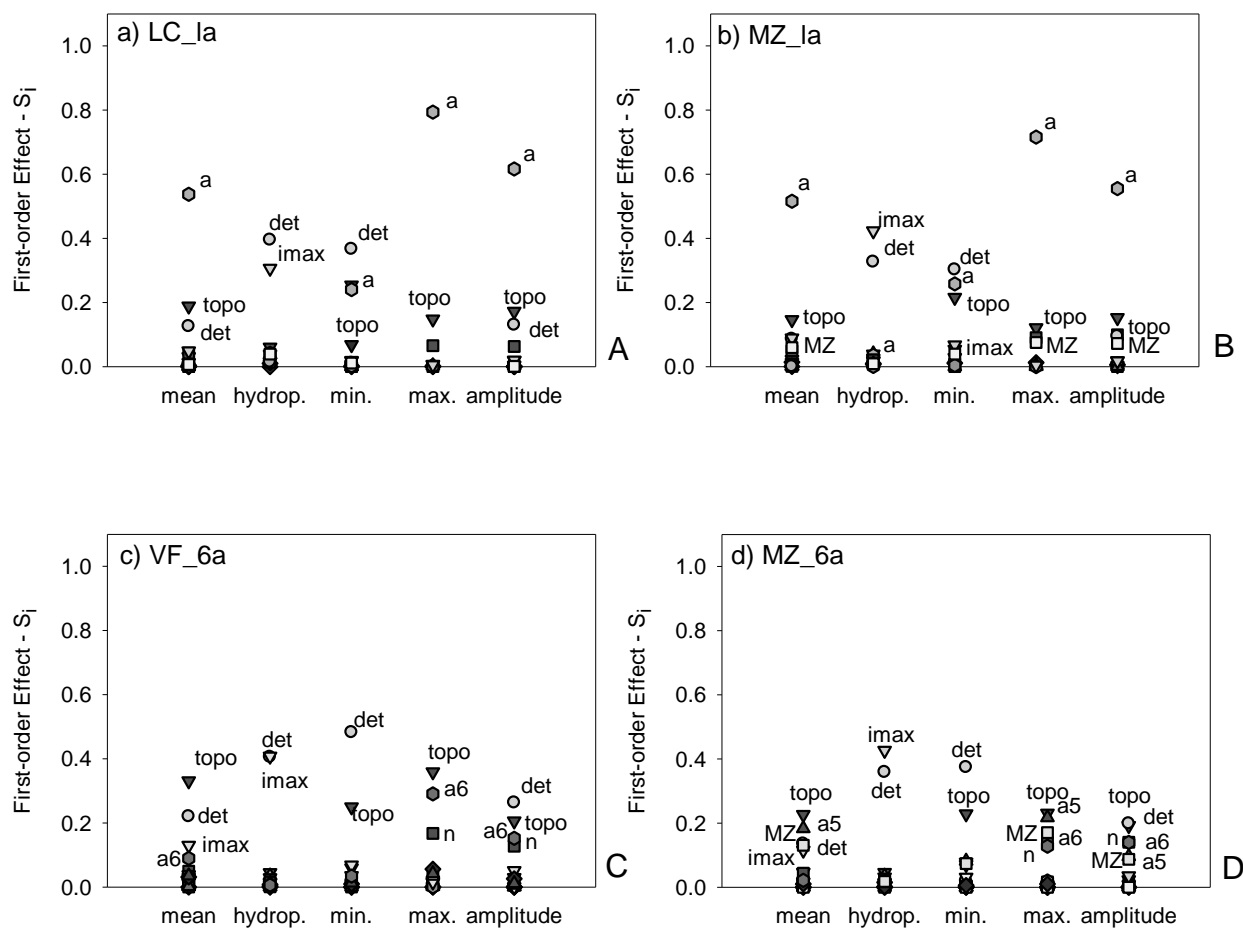 a) LC_la
First-order Effect - Si
1.0
0.8
0.6
0.4
0.2
0.0
a
topo
det
det
imax
det
a
topo
a
topo
a
topo
det
mean hydrop. min. max. amplitude
A
b) MZ_la
First-order Effect - Si
1.0
0.8
0.6
0.4
0.2
0.0
a
topo
MZ
imax
det
a
det
a
topo
imax
a
topo
MZ
a
topo
MZ
mean hydrop. min. max. amplitude
B
c) VF_6a
First-order Effect - Si
1.0
0.8
0.6
0.4
0.2
0.0
topo
det
imax
a6
det
imax
det
topo
topo
a6
n
det
topo
a6
n
mean hydrop. min. max. amplitude
C
d) MZ_6a
First-order Effect - Si
1.0
0.8
0.6
0.4
0.2
0.0
topo
a5
MZ
det
imax
imax
det
det
topo
topo
a5
MZ
a6
n
topo
det
n
a6
MZ
a5
mean hydrop. min. max. amplitude
D